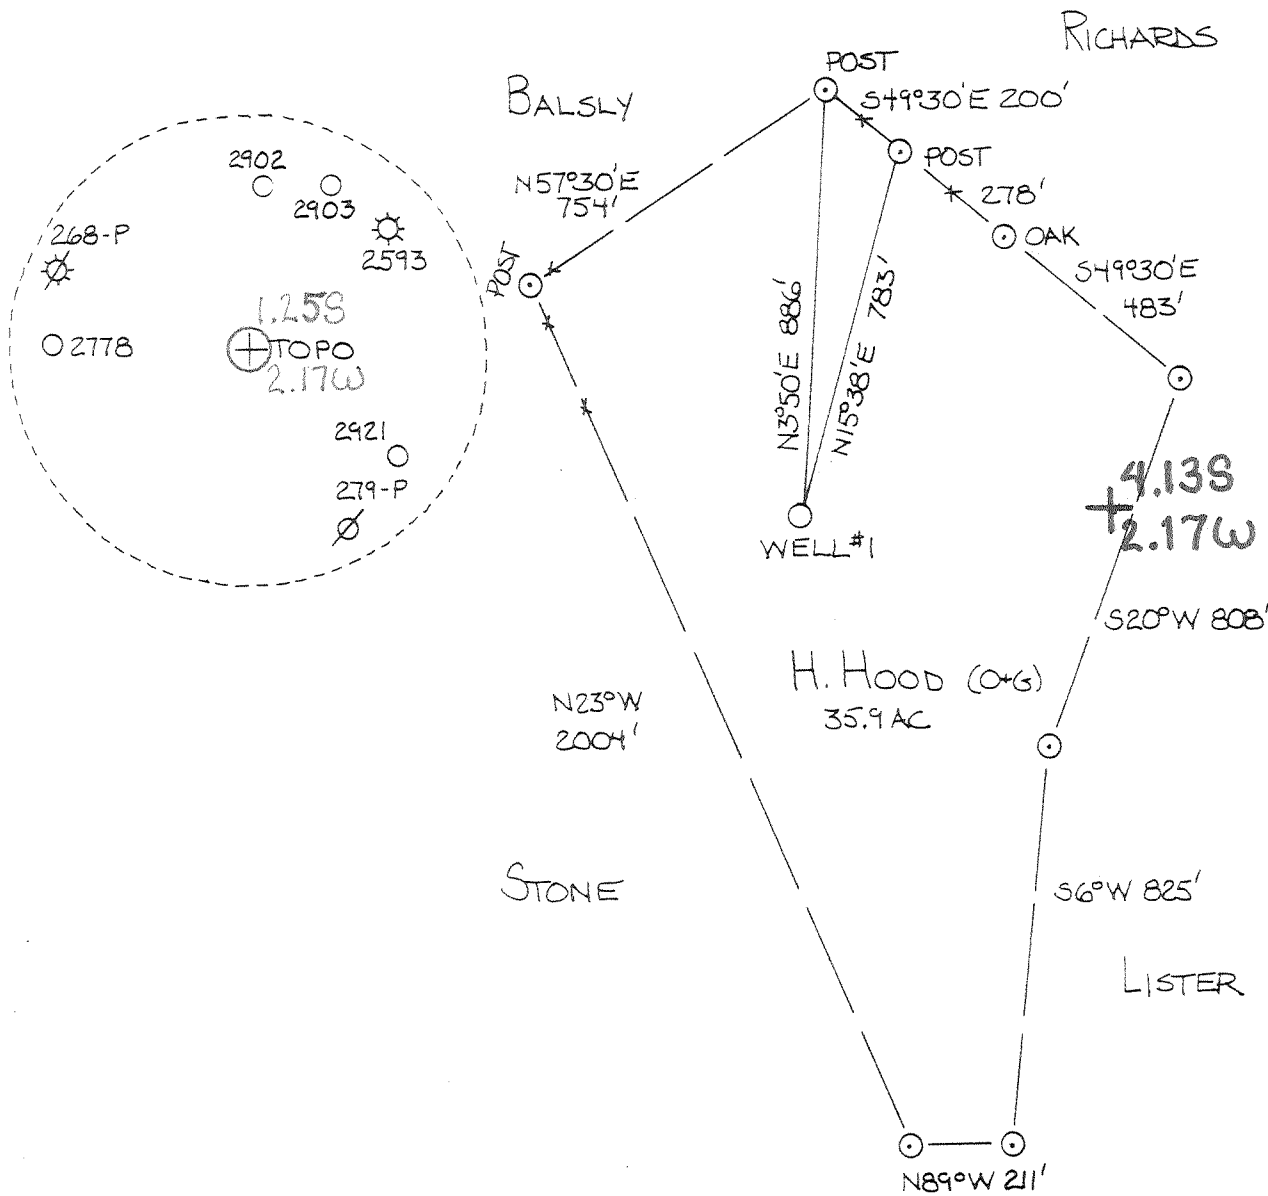 RICHARDS
POST
S49°30'E 200'
BALSLY
POST
2902
2903
N57°30'E
754'
278'
268-P
2593
OAK
POST
S49°30'E
483'
1.25S
2778
TOPO
2.17W
N3°50'E 886'
N15°38'E 783'
2921
279-P
4.13S
2.17W
WELL #1
S20°W 808'
H. HOOD (O+G)
35.9 AC
N23°W
2004'
STONE
S6°W 825'
LISTER
N89°W 211'